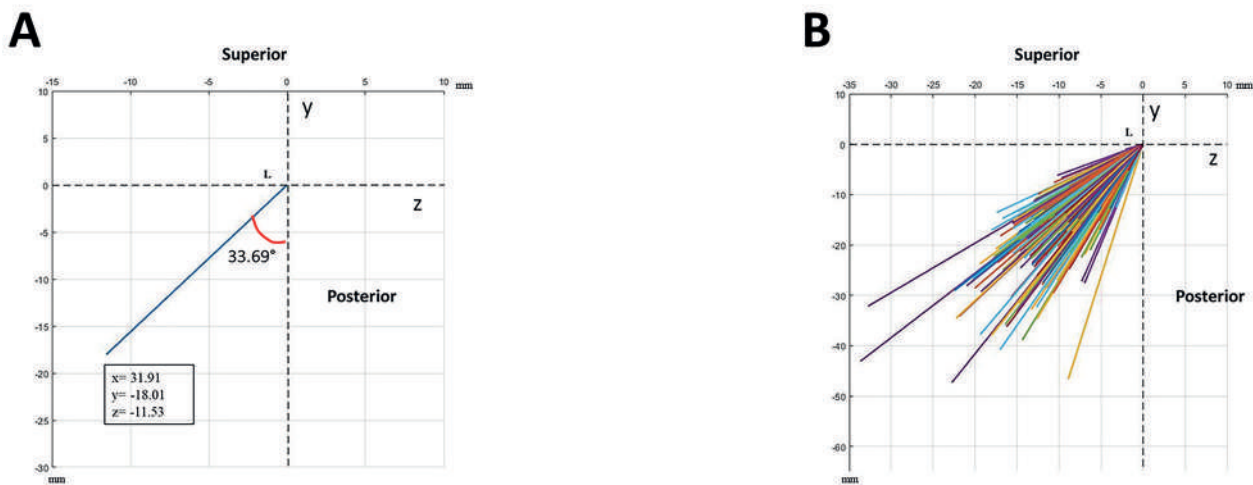 A
Superior
-15 -10 -5 0 5 10 mm
10
y
5
L
0
z
-5
33.69°
-10
Posterior
-15
x= 31.91
y= -18.01
z= -11.53
-20
-25
-30
mm
B
Superior
-35 -30 -25 -20 -15 -10 -5 0 5 10 mm
10
y
L
0
z
-10
-20
-30
Posterior
-40
-50
-60
mm